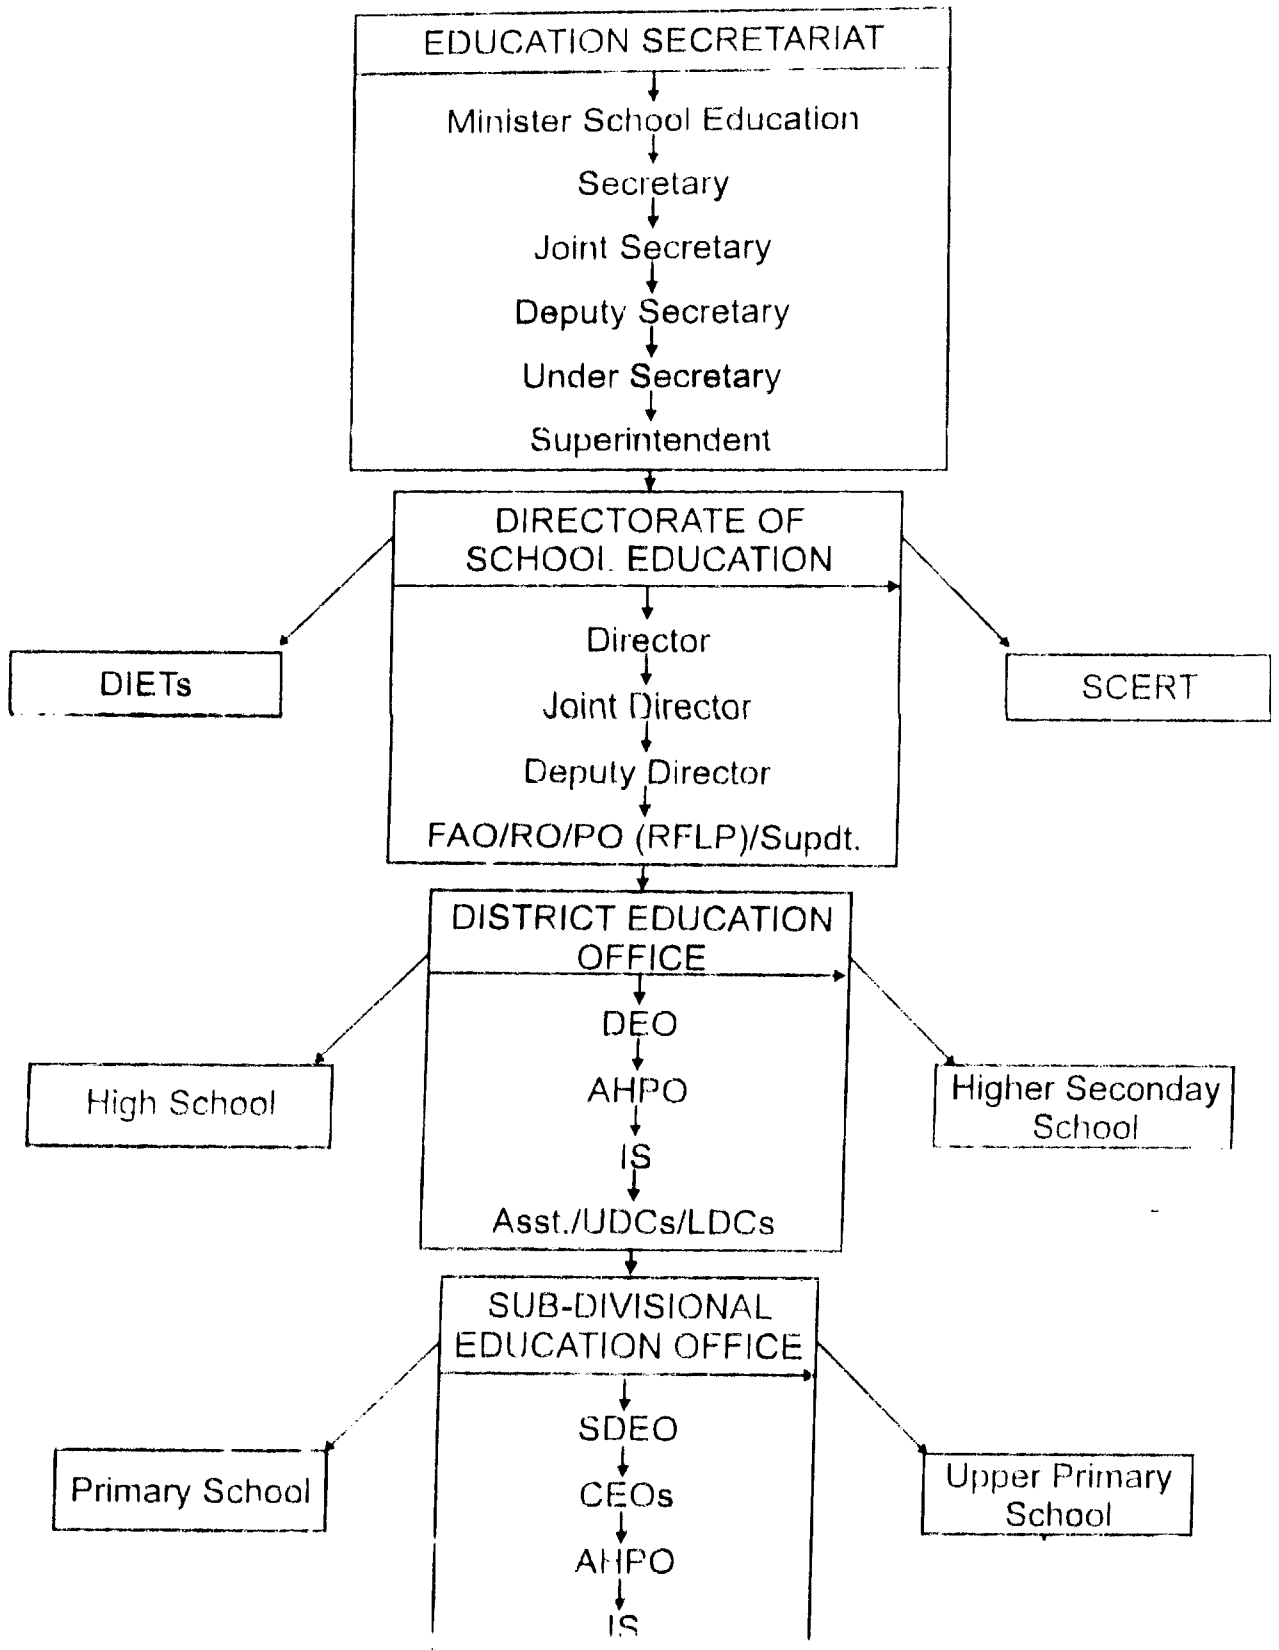 EDUCATION SECRETARIAT
Minister School Education
Secretary
Joint Secretary
Deputy Secretary
Under Secretary
Superintendent
DIRECTORATE OF
SCHOOL EDUCATION
Director
DIETs
SCERT
Joint Director
Deputy Director
FAO/RO/PO (RFLP)/Supdt.
DISTRICT EDUCATION
OFFICE
DEO
AHPO
High School
Higher Seconday
School
IS
Asst./UDCs/LDCs
SUB-DIVISIONAL
EDUCATION OFFICE
SDEO
CEOs
Primary School
Upper Primary
School
AHPO
IS